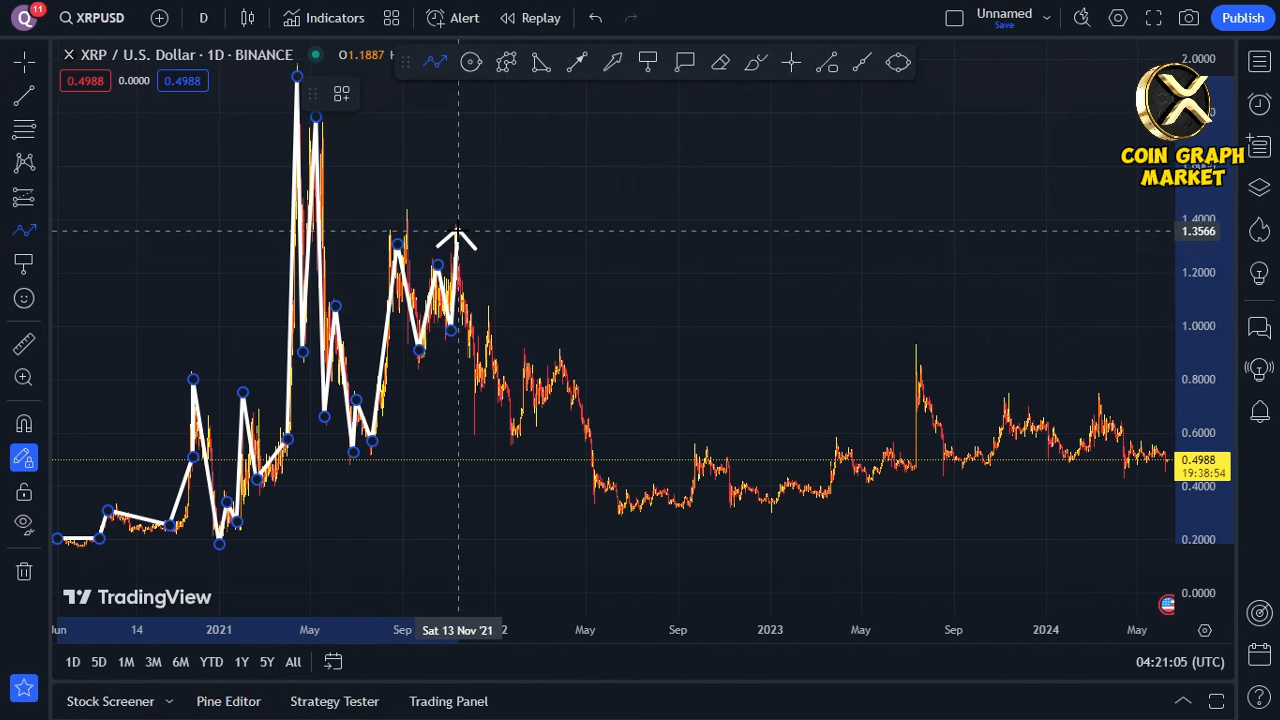 Q
11
XRPUSD
D
Indicators
Alert
Replay
Unnamed
Save
Publish
XRP / U.S. Dollar · 1D · BINANCE
O1.1887
0.4988
0.0000
0.4988
COIN GRAPH
MARKET
2.0000
1.4000
1.3566
1.2000
1.0000
0.8000
0.6000
0.4988
19:38:54
0.4000
0.2000
0.0000
TradingView
Jun
14
2021
May
Sep
Sat 13 Nov '21
May
Sep
2023
May
Sep
2024
May
1D
5D
1M
3M
6M
YTD
1Y
5Y
All
04:21:05 (UTC)
Stock Screener
Pine Editor
Strategy Tester
Trading Panel